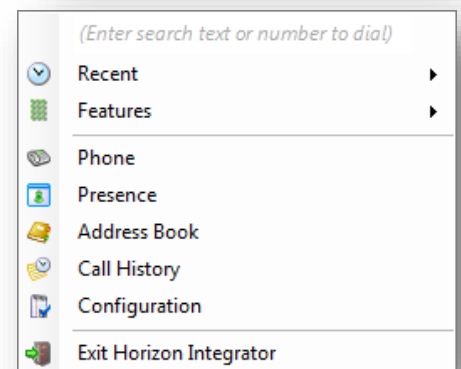 (Enter search text or number to dial)
Recent
Features
Phone
Presence
Address Book
Call History
Configuration
Exit Horizon Integrator